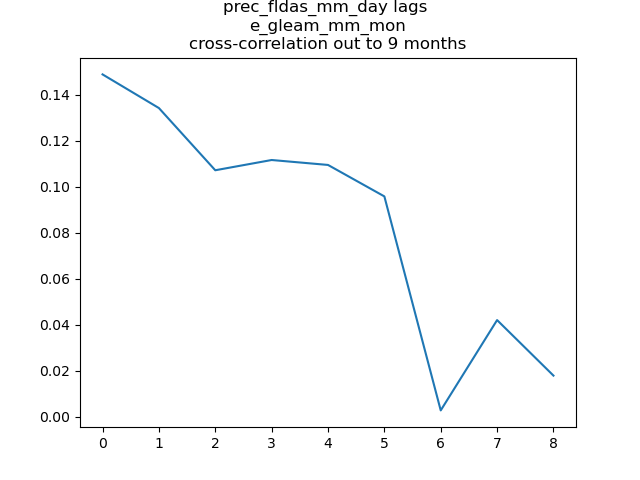 prec_fldas_mm_day lags
e_gleam_mm_mon
cross-correlation out to 9 months
0.14
0.12
0.10
0.08
0.06
0.04
0.02
0.00
0 1 2 3 4 5 6 7 8